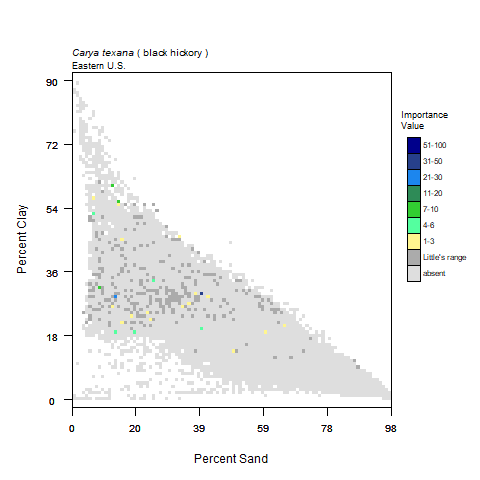 Carya texana ( black hickory )
Eastern U.S.
Importance
Value
51-100
31-50
21-30
11-20
7-10
4-6
1-3
Little's range
absent
Percent Clay
90
72
54
36
18
0
0 20 39 59 78 98
Percent Sand